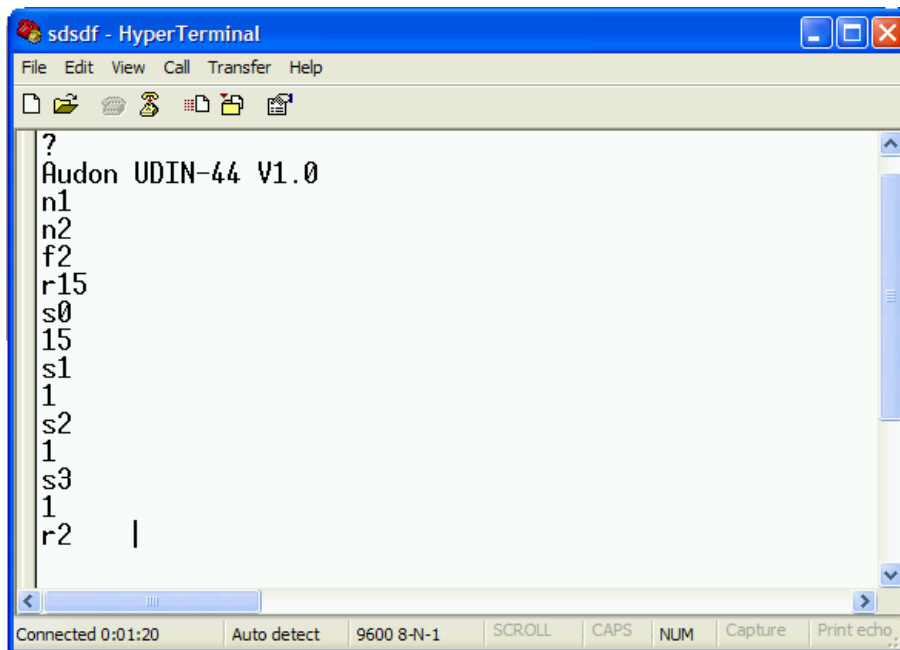 sdsdf - HyperTerminal
File Edit View Call Transfer Help
?
Audon UDIN-44 V1.0
n1
n2
f2
r15
s0
15
s1
1
s2
1
s3
1
r2
Connected 0:01:20 Auto detect 9600 8-N-1 SCROLL CAPS NUM Capture Print echo